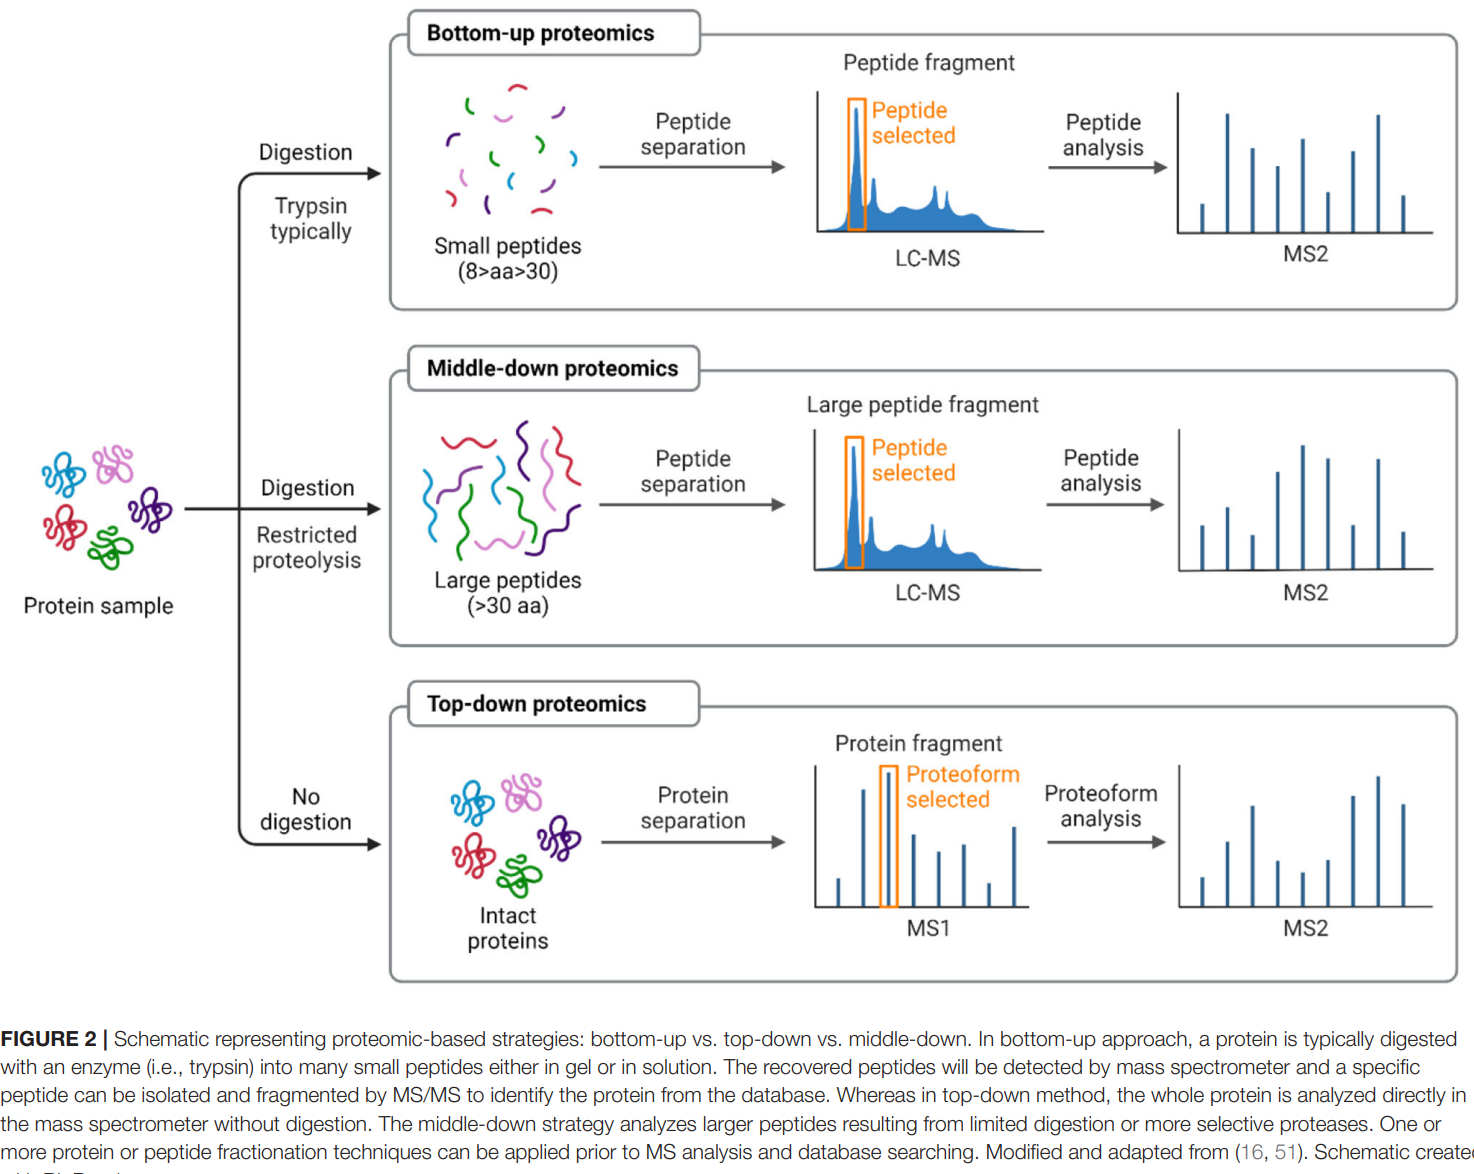 Bottom-up proteomics
Peptide fragment
Digestion
Trypsin
typically
Small peptides
(8>aa>30)
Peptide
separation
Peptide
selected
LC-MS
Peptide
analysis
MS2
Middle-down proteomics
Large peptide fragment
Protein sample
Digestion
Restricted
proteolysis
Large peptides
(>30 aa)
Peptide
separation
Peptide
selected
LC-MS
Peptide
analysis
MS2
Top-down proteomics
Protein fragment
No
digestion
Intact
proteins
Protein
separation
Proteoform
selected
MS1
Proteoform
analysis
MS2
FIGURE 2 | Schematic representing proteomic-based strategies: bottom-up vs. top-down vs. middle-down. In bottom-up approach, a protein is typically digested
with an enzyme (i.e., trypsin) into many small peptides either in gel or in solution. The recovered peptides will be detected by mass spectrometer and a specific
peptide can be isolated and fragmented by MS/MS to identify the protein from the database. Whereas in top-down method, the whole protein is analyzed directly in
the mass spectrometer without digestion. The middle-down strategy analyzes larger peptides resulting from limited digestion or more selective proteases. One or
more protein or peptide fractionation techniques can be applied prior to MS analysis and database searching. Modified and adapted from (16, 51). Schematic create